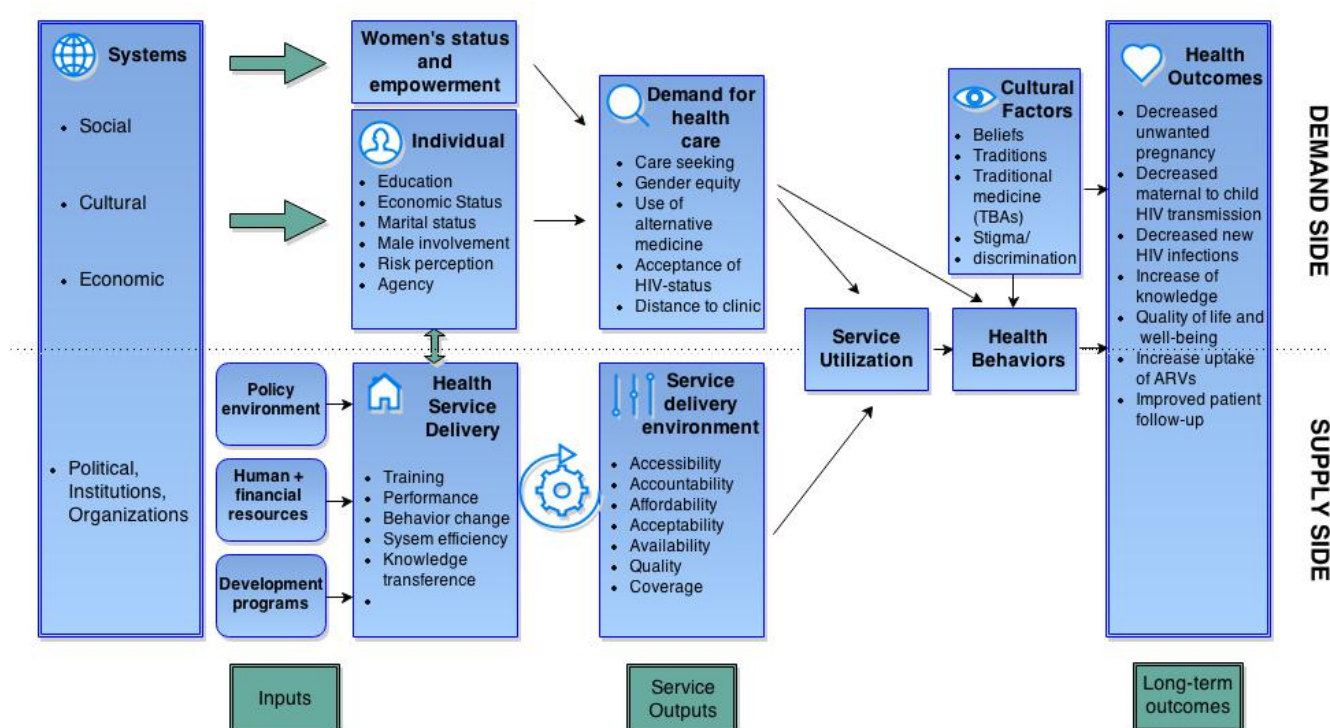 Systems
• Social
• Cultural
• Economic
• Political,
Institutions,
Organizations
Women's status
and
empowerment
Individual
• Education
• Economic Status
• Marital status
• Male involvement
• Risk perception
• Agency
Demand for
health
care
• Care seeking
• Gender equity
• Use of
alternative
medicine
• Acceptance of
HIV-status
• Distance to clinic
Cultural
Factors
• Beliefs
• Traditions
• Traditional
medicine
(TBAs)
• Stigma/
• discrimination
Health
Outcomes
• Decreased
unwanted
pregnancy
• Decreased
maternal to child
HIV transmission
• Decreased new
HIV infections
• Increase of
knowledge
• Quality of life and
well-being
• Increase uptake
of ARVs
• Improved patient
follow-up
DEMAND SIDE
Service
Utilization
Health
Behaviors
Policy
environment
Human +
financial
resources
Development
programs
Health
Service
Delivery
• Training
• Performance
• Behavior change
• Sysem efficiency
• Knowledge
transference
•
Service
delivery
environment
• Accessibility
• Accountability
• Affordability
• Acceptability
• Availability
• Quality
• Coverage
SUPPLY SIDE
Inputs
Service
Outputs
Long-term
outcomes